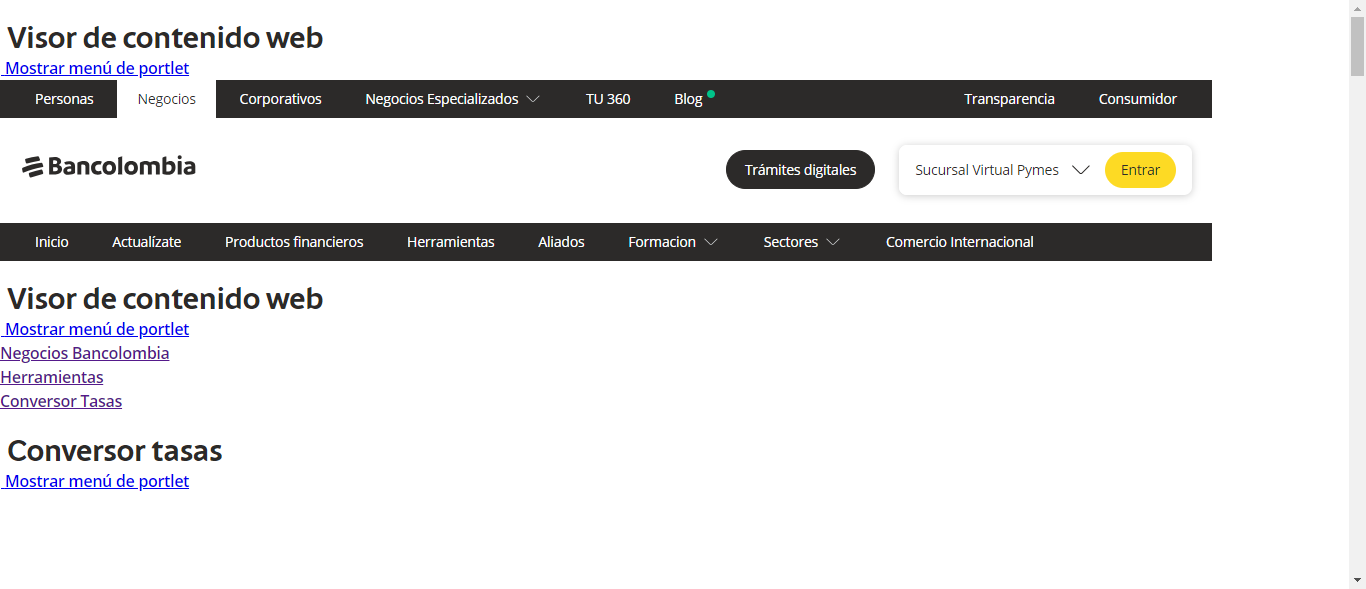 Visor de contenido web
Mostrar menú de portlet
Personas Negocios Corporativos Negocios Especializados TU 360 Blog Transparencia Consumidor
Bancolombia Trámites digitales Sucursal Virtual Pymes Entrar
Inicio Actualízate Productos financieros Herramientas Aliados Formacion Sectores Comercio Internacional
Visor de contenido web
Mostrar menú de portlet
Negocios Bancolombia
Herramientas
Conversor Tasas
Conversor tasas
Mostrar menú de portlet